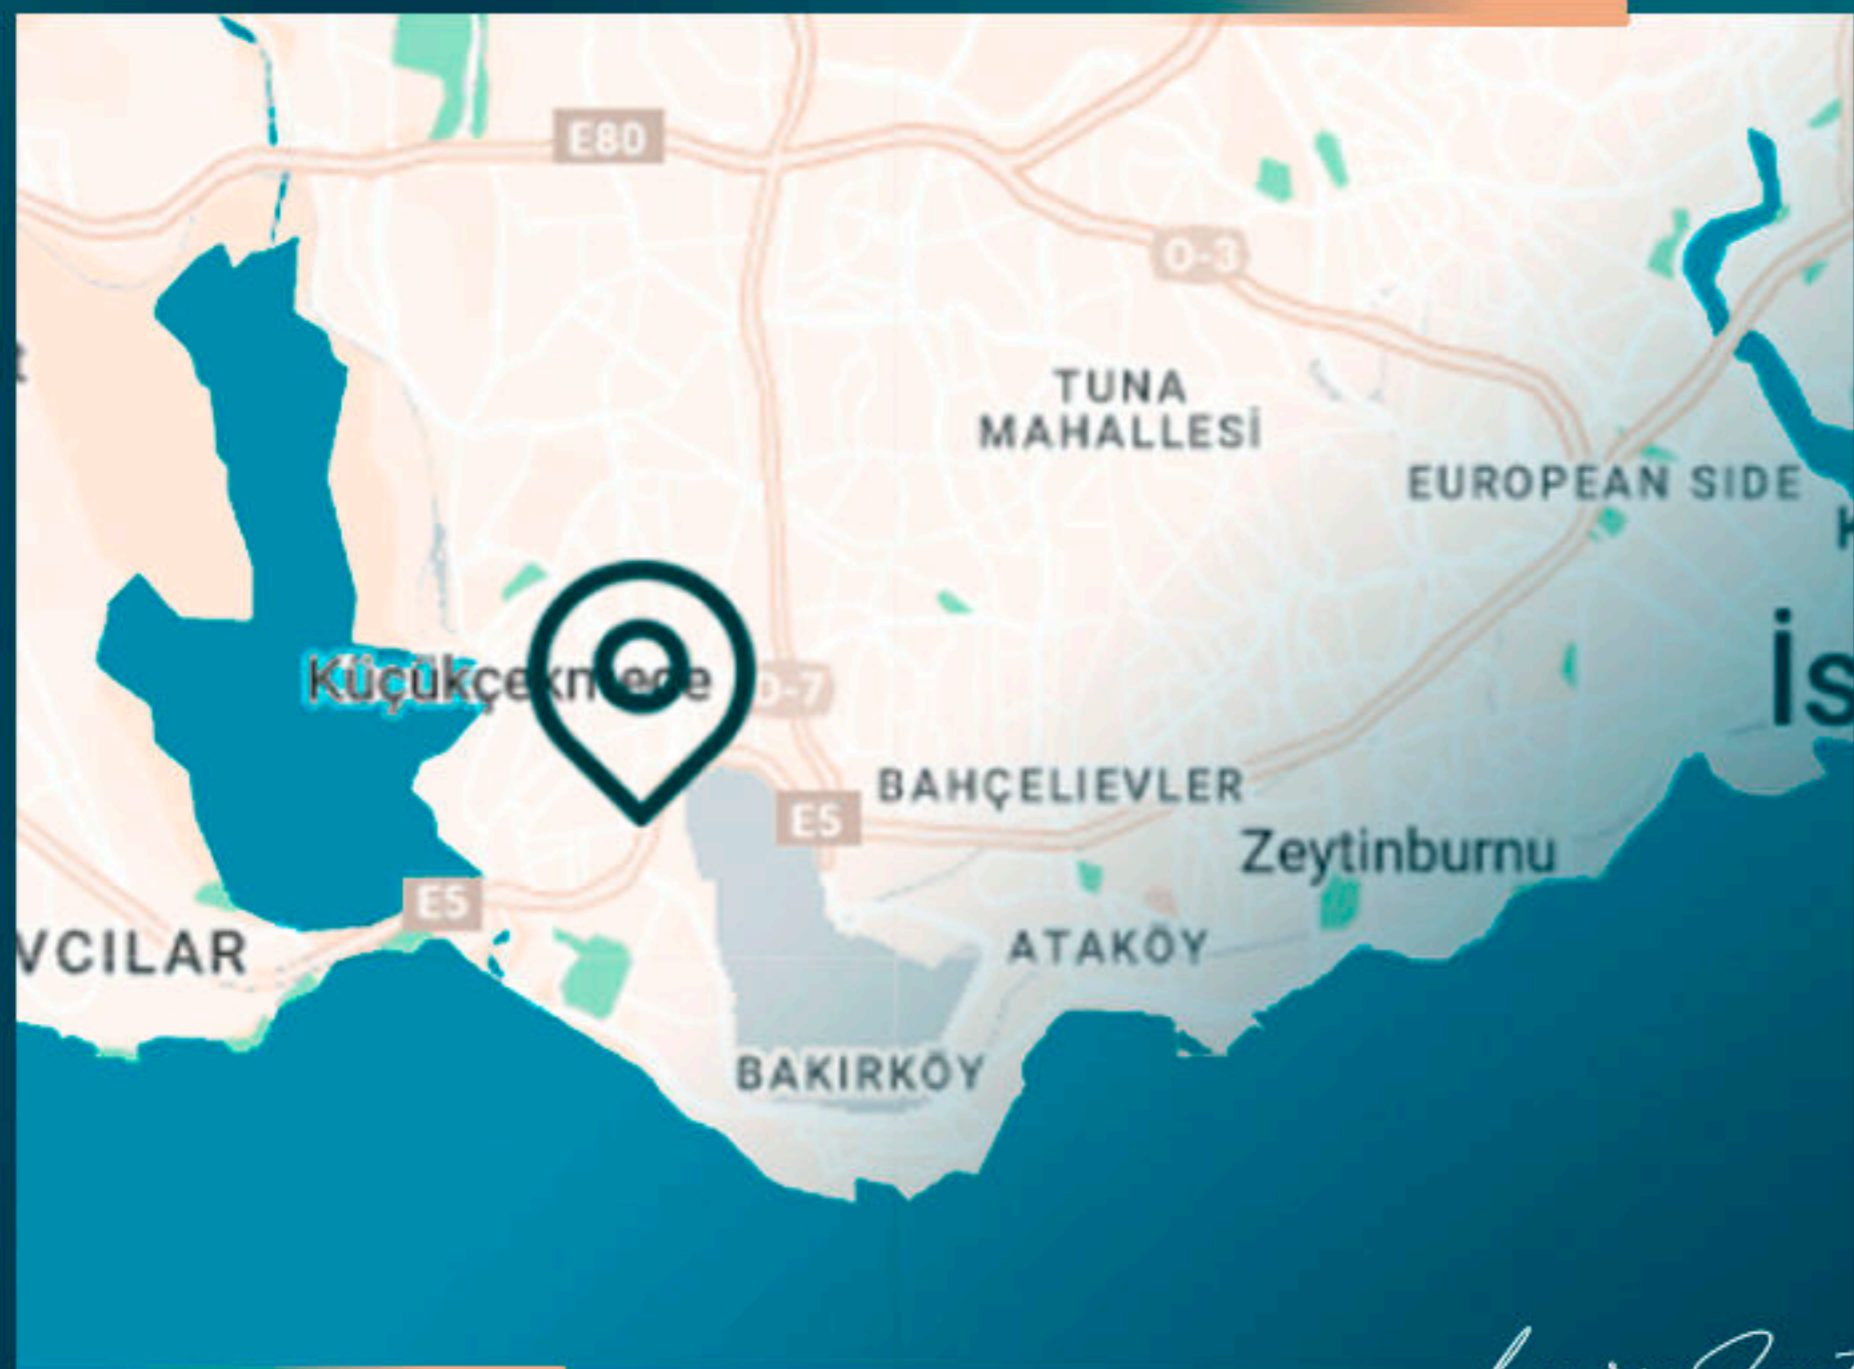 E80
O-3
TUNA
MAHALLESİ
EUROPEAN SIDE
Küçükçekmece
O-7
BAHÇELIEVLER
E5
Zeytinburnu
E5
VCILAR
ATAKÖY
BAKIRKÖY
İs